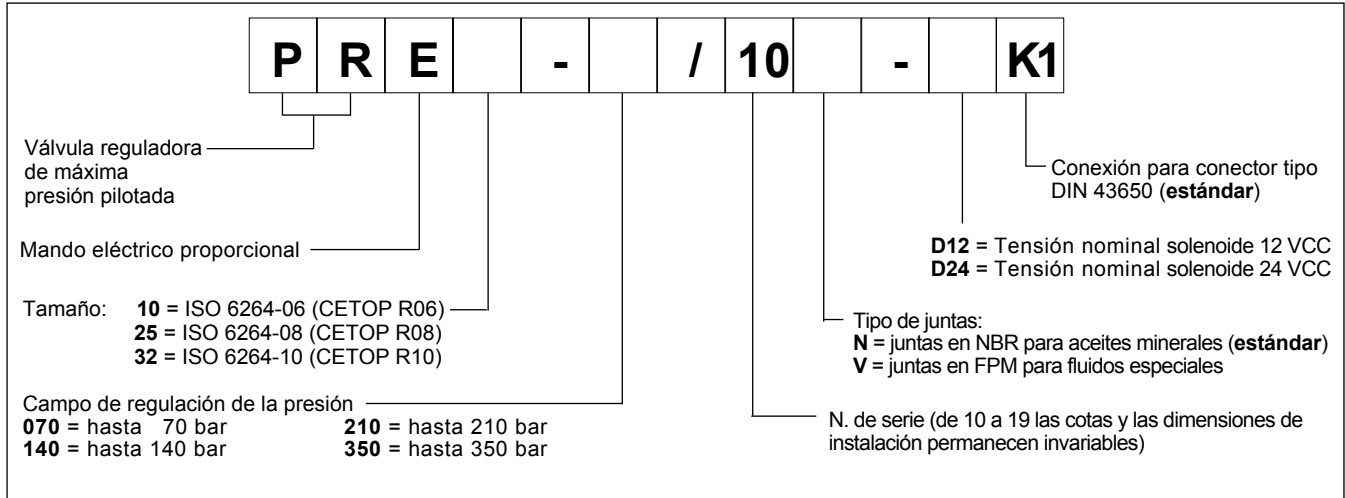 P R E - / 10 - K1
Válvula reguladora
de máxima
presión pilotada
Conexión para conector tipo
DIN 43650 (estándar)
Mando eléctrico proporcional
D12 = Tensión nominal solenoide 12 VCC
D24 = Tensión nominal solenoide 24 VCC
Tamaño: 10 = ISO 6264-06 (CETOP R06)
25 = ISO 6264-08 (CETOP R08)
32 = ISO 6264-10 (CETOP R10)
Tipo de juntas:
N = juntas en NBR para aceites minerales (estándar)
V = juntas en FPM para fluidos especiales
Campo de regulación de la presión
070 = hasta 70 bar 210 = hasta 210 bar
140 = hasta 140 bar 350 = hasta 350 bar
N. de serie (de 10 a 19 las cotas y las dimensiones de
instalación permanecen invariables)